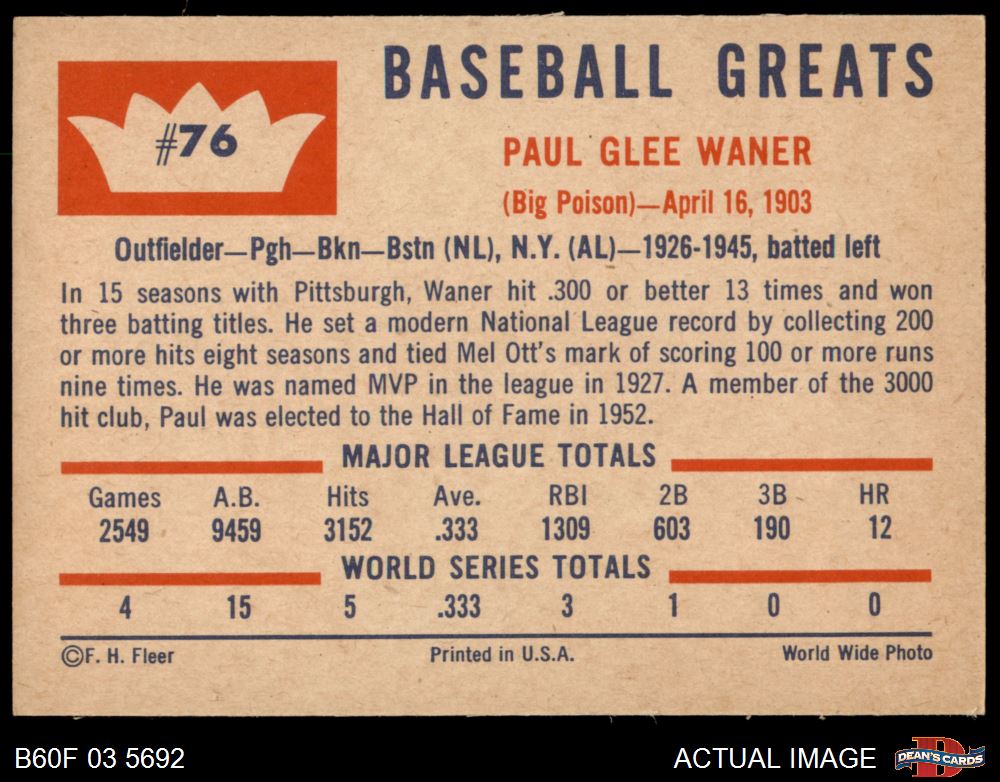 #76
BASEBALL GREATS
PAUL GLEE WANER
(Big Poison)—April 16, 1903
Outfielder—Pgh—Bkn—Bstn (NL), N.Y. (AL)—1926-1945, batted left
In 15 seasons with Pittsburgh, Waner hit .300 or better 13 times and won
three batting titles. He set a modern National League record by collecting 200
or more hits eight seasons and tied Mel Ott's mark of scoring 100 or more runs
nine times. He was named MVP in the league in 1927. A member of the 3000
hit club, Paul was elected to the Hall of Fame in 1952.
MAJOR LEAGUE TOTALS
Games A.B. Hits Ave. RBI 2B 3B HR
2549 9459 3152 .333 1309 603 190 12
WORLD SERIES TOTALS
4 15 5 .333 3 1 0 0
©F. H. Fleer Printed in U.S.A. World Wide Photo
B60F 03 5692 ACTUAL IMAGE D DEAN'S CARDS